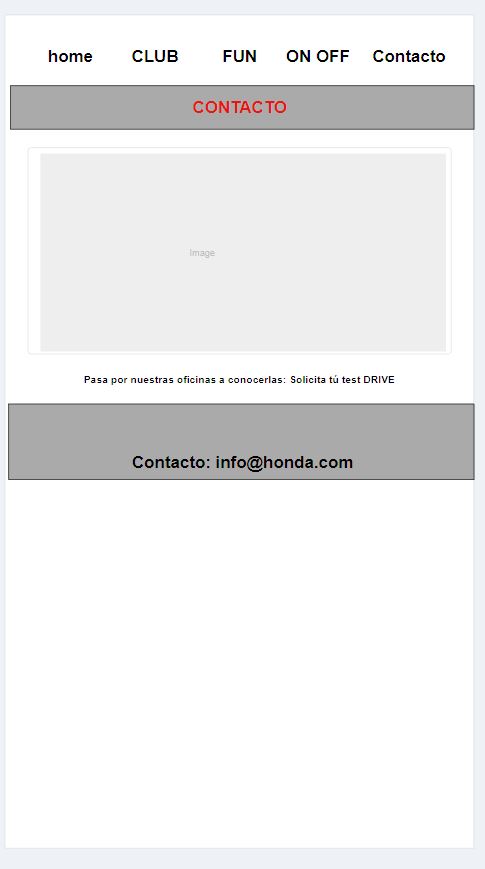 home CLUB FUN ON OFF Contacto
CONTACTO
Image
Pasa por nuestras oficinas a conocerlas: Solicita tú test DRIVE
Contacto: info@honda.com